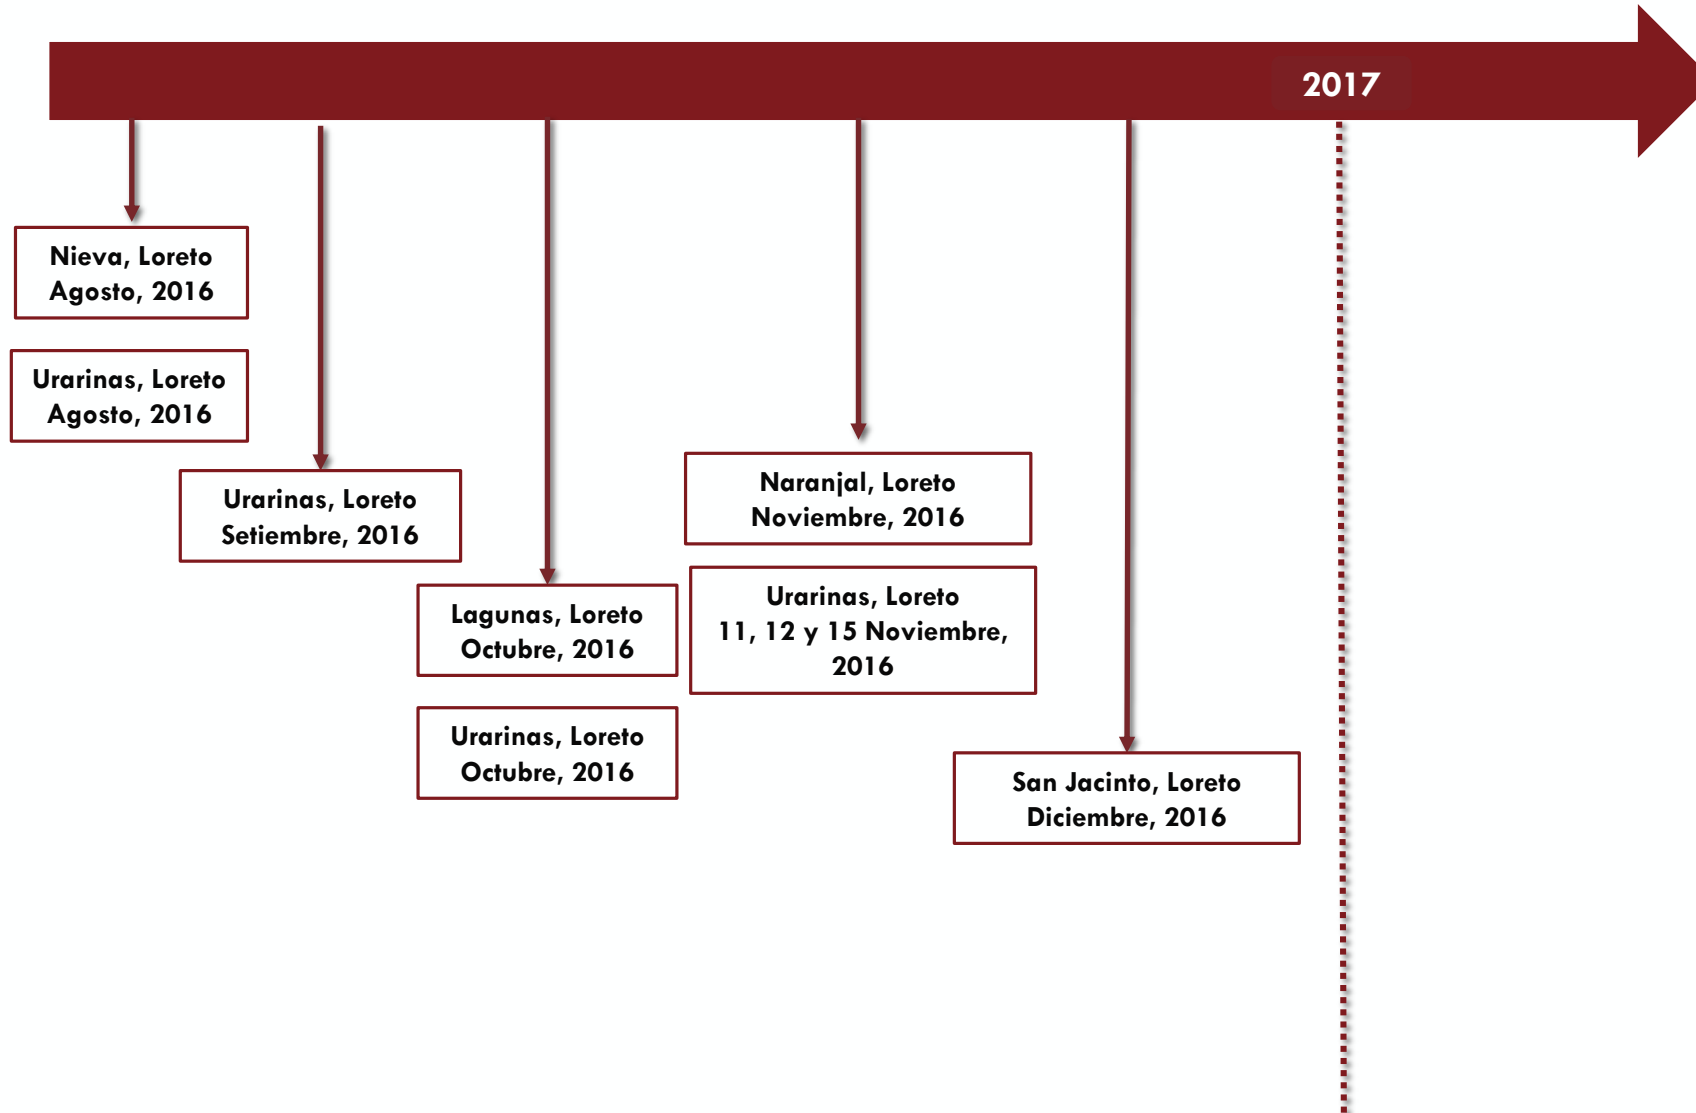 2017
Nieva, Loreto
Agosto, 2016
Urarinas, Loreto
Agosto, 2016
Urarinas, Loreto
Setiembre, 2016
Lagunas, Loreto
Octubre, 2016
Urarinas, Loreto
Octubre, 2016
Naranjal, Loreto
Noviembre, 2016
Urarinas, Loreto
11, 12 y 15 Noviembre,
2016
San Jacinto, Loreto
Diciembre, 2016